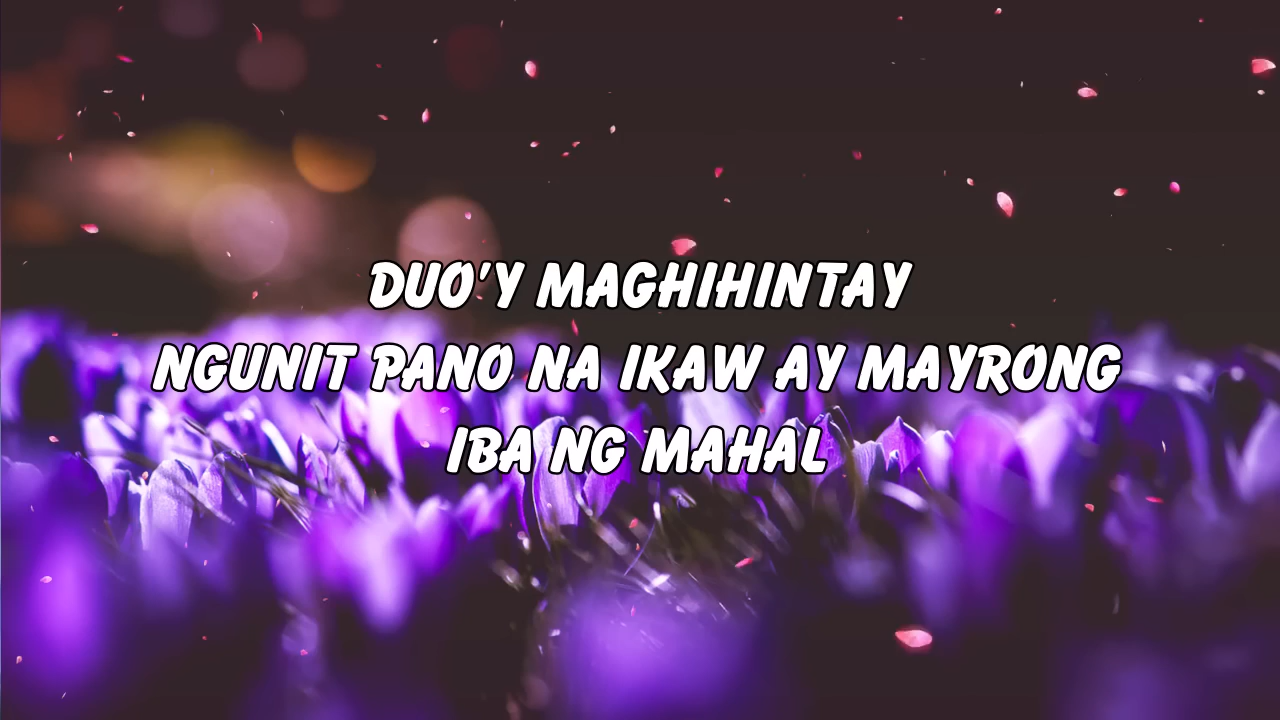 DUO'Y MAGHIHINTAY
NGUNIT PANO NA IKAW AY MAYRONG
IBA NG MAHAL